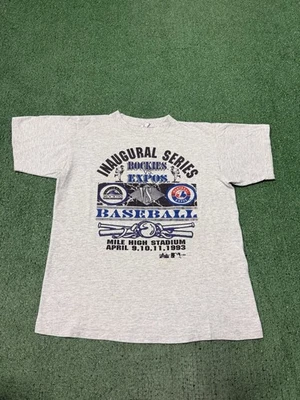 INAUGURAL SERIES
ROCKIES
EXPOS
VS
BASEBALL
MILE HIGH STADIUM
APRIL 9,10,11,1993